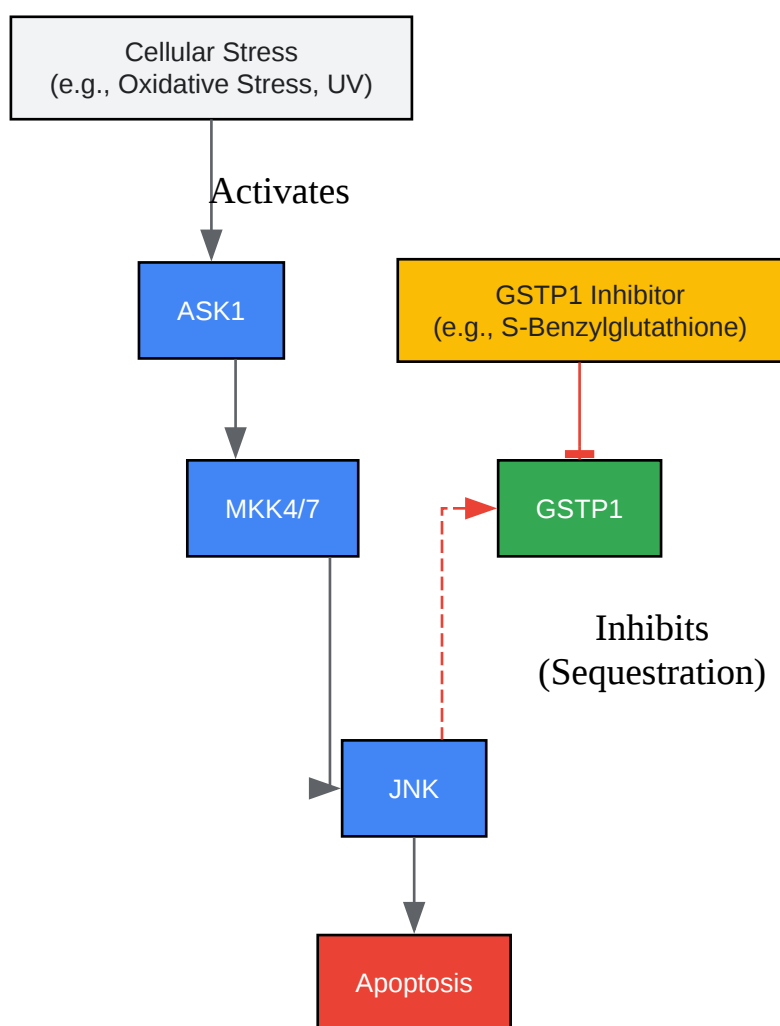 Cellular Stress
(e.g., Oxidative Stress, UV)
Activates
ASK1
GSTP1 Inhibitor
(e.g., S-Benzylglutathione)
MKK4/7
GSTP1
Inhibits
(Sequestration)
JNK
Apoptosis